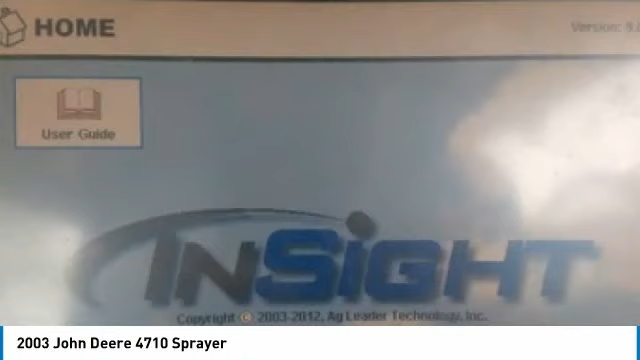 HOME
Version:
User Guide
INSIGHT
Copyright © 2003-2012, Ag Leader Technology, Inc.
2003 John Deere 4710 Sprayer